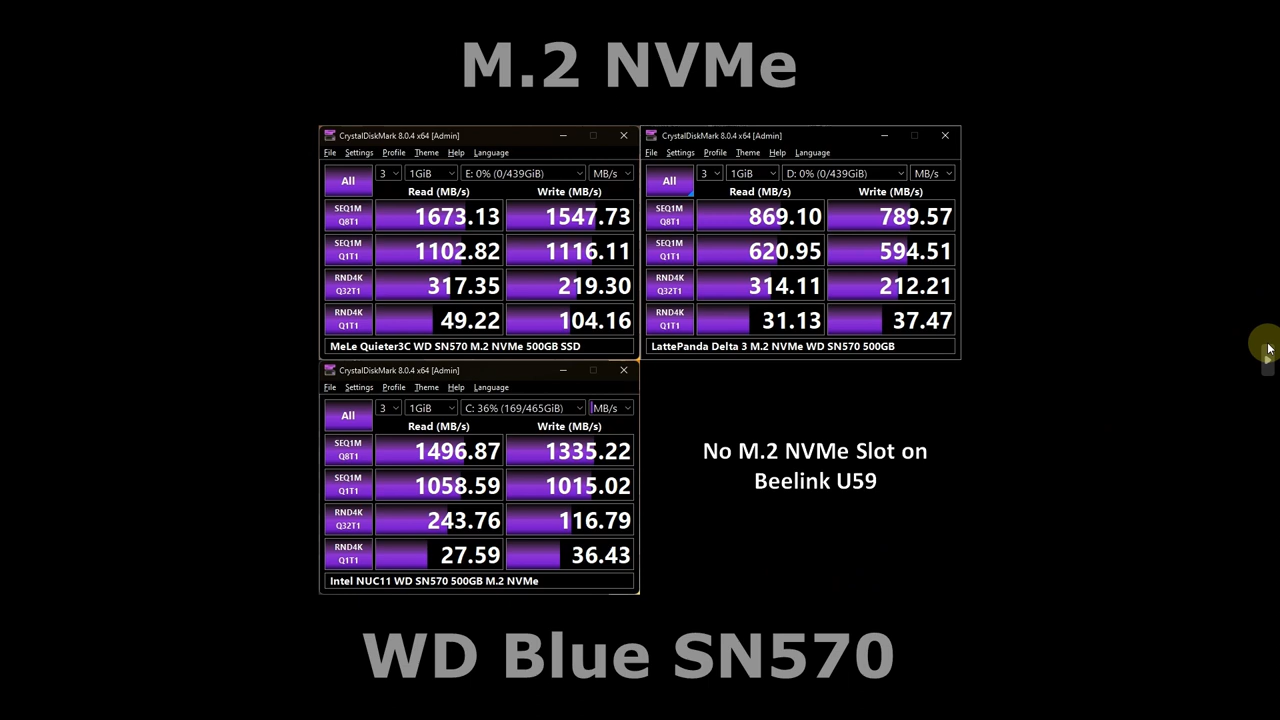 M.2 NVMe
CrystalDiskMark 8.0.4 x64 [Admin]
File Settings Profile Theme Help Language
All 3 1GiB E: 0% (0/439GiB) MB/s
Read (MB/s) Write (MB/s)
SEQ1M Q8T1 1673.13 1547.73
SEQ1M Q1T1 1102.82 1116.11
RND4K Q32T1 317.35 219.30
RND4K Q1T1 49.22 104.16
MeLe Quieter3C WD SN570 M.2 NVMe 500GB SSD
CrystalDiskMark 8.0.4 x64 [Admin]
File Settings Profile Theme Help Language
All 3 1GiB D: 0% (0/439GiB) MB/s
Read (MB/s) Write (MB/s)
SEQ1M Q8T1 869.10 789.57
SEQ1M Q1T1 620.95 594.51
RND4K Q32T1 314.11 212.21
RND4K Q1T1 31.13 37.47
LattePanda Delta 3 M.2 NVMe WD SN570 500GB
CrystalDiskMark 8.0.4 x64 [Admin]
File Settings Profile Theme Help Language
All 3 1GiB C: 36% (169/465GiB) MB/s
Read (MB/s) Write (MB/s)
SEQ1M Q8T1 1496.87 1335.22
SEQ1M Q1T1 1058.59 1015.02
RND4K Q32T1 243.76 116.79
RND4K Q1T1 27.59 36.43
Intel NUC11 WD SN570 500GB M.2 NVMe
No M.2 NVMe Slot on
Beelink U59
WD Blue SN570